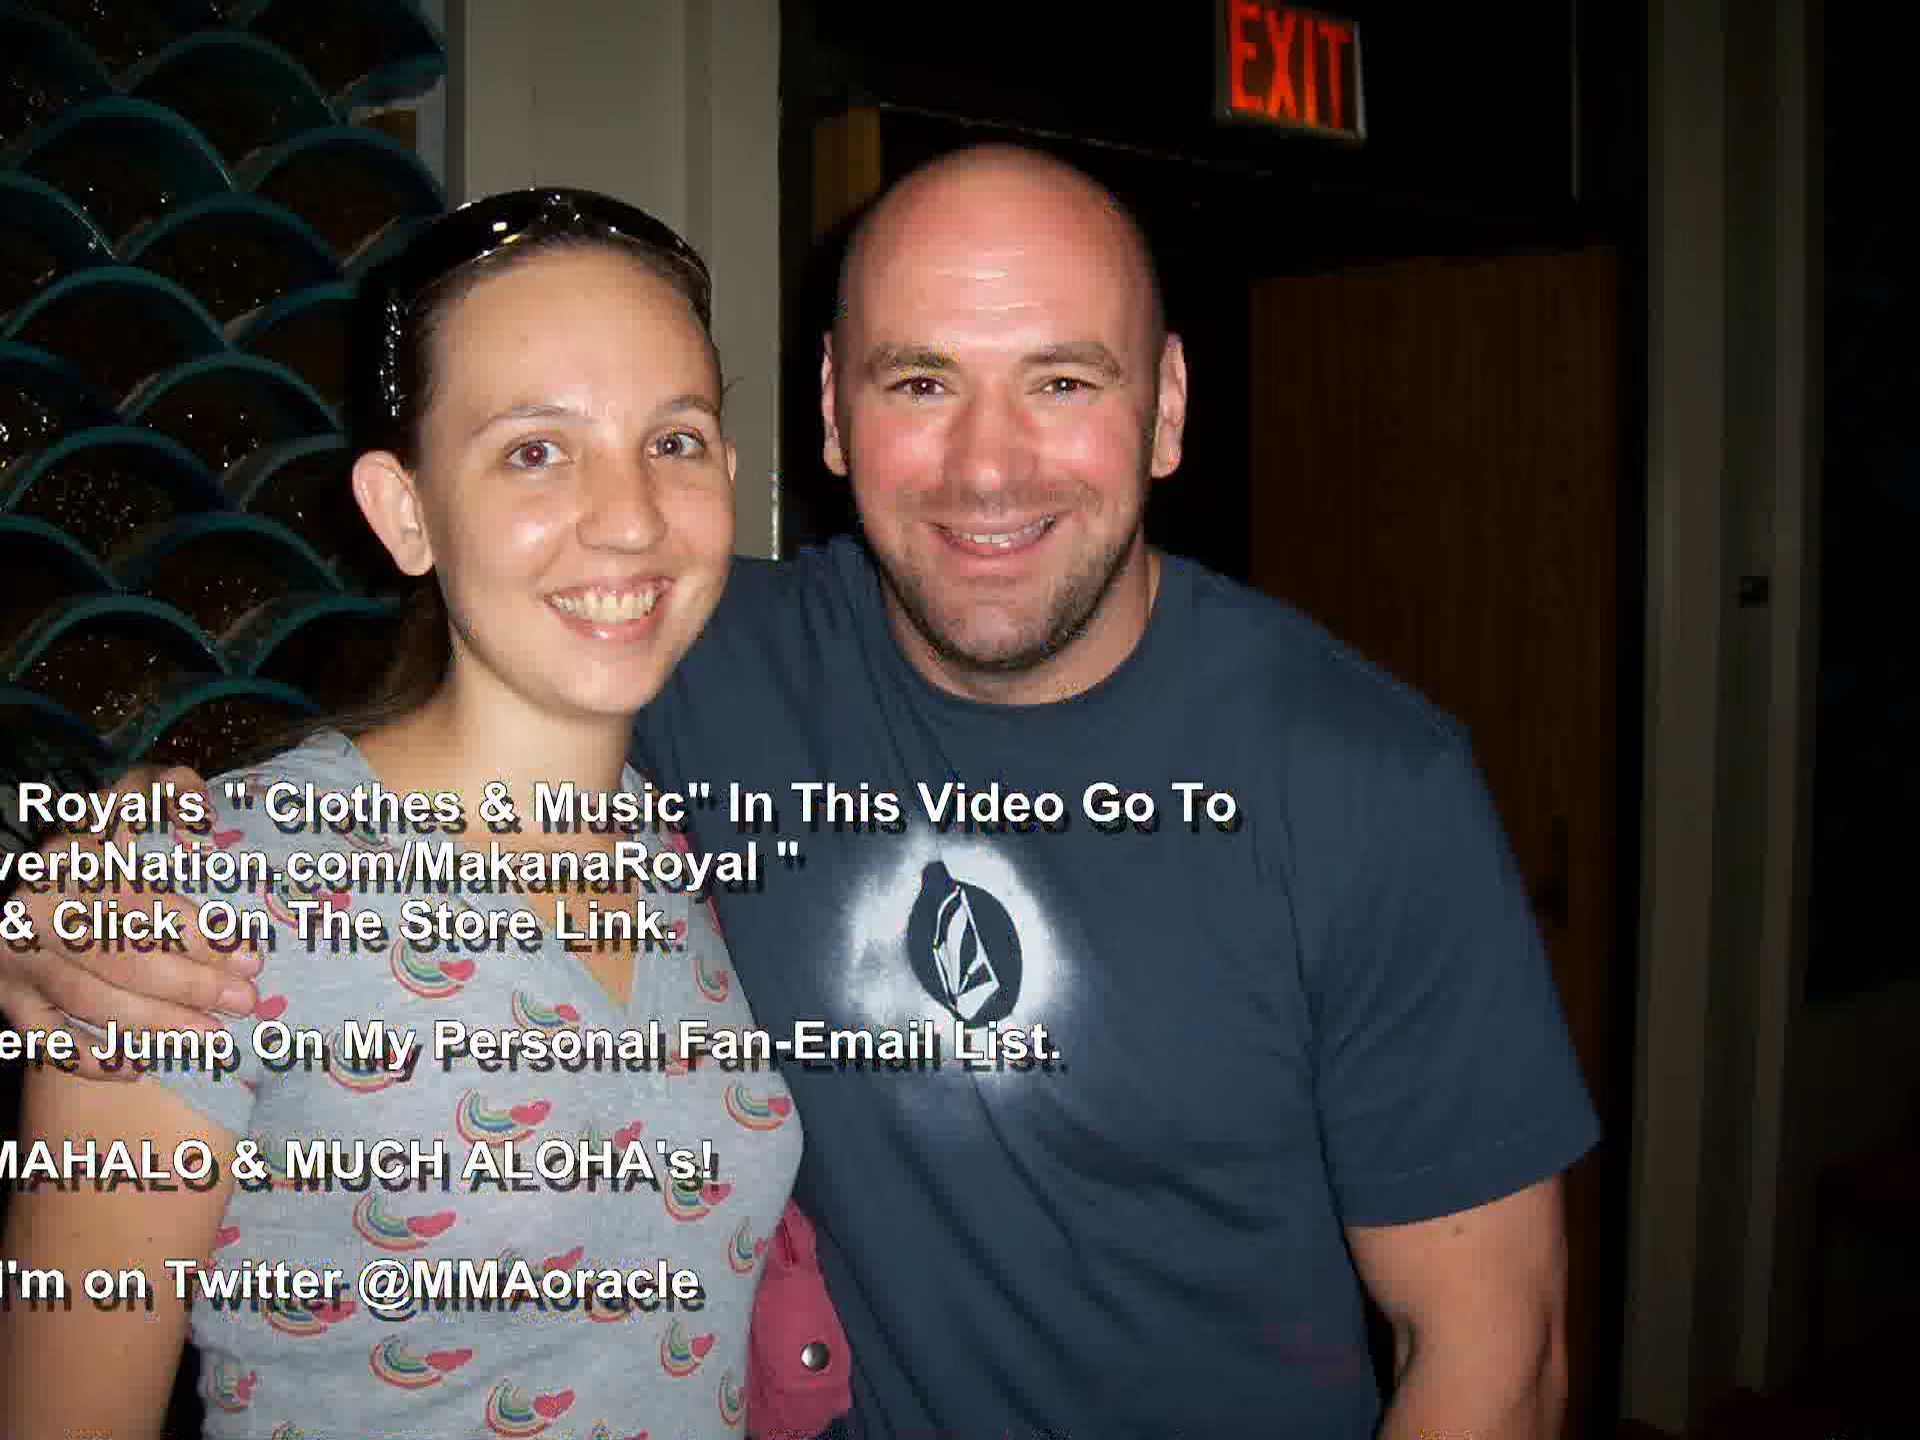 EXIT
Royal's " Clothes & Music" In This Video Go To
verbNation.com/MakanaRoyal "
& Click On The Store Link.
ere Jump On My Personal Fan-Email List.
MAHALO & MUCH ALOHA's!
I'm on Twitter @MMAoracle